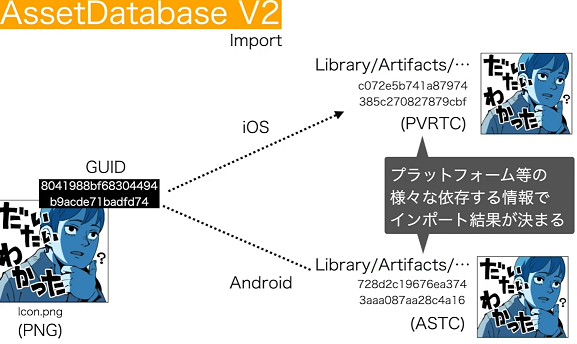 AssetDatabase V2
Import
Library/Artifacts/…
c072e5b741a87974
385c270827879cbf
(PVRTC)
だいたい
わかった
?
iOS
GUID
8041988bf68304494
b9acde71badfd74
プラットフォーム等の
様々な依存する情報で
インポート結果が決まる
だいたい
わかった
?
Icon.png
(PNG)
Android
Library/Artifacts/…
728d2c19676ea374
3aaa087aa28c4a16
(ASTC)
だいたい
わかった
?